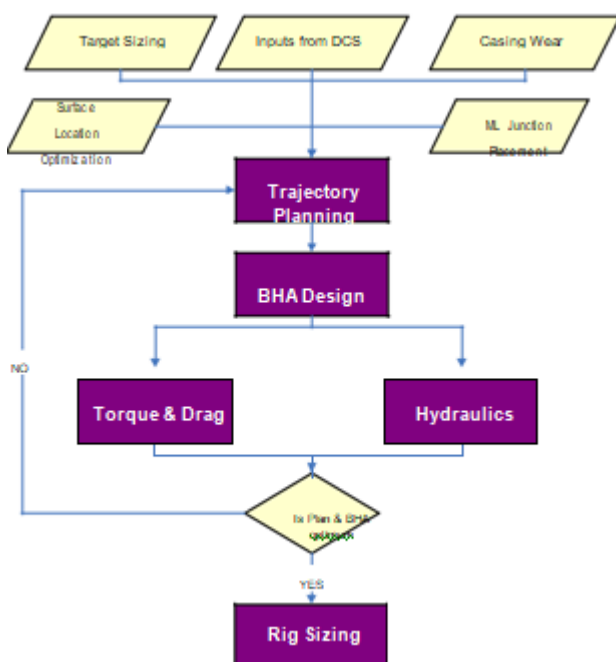 Target Sizing
Inputs from DCS
Casing Wear
Surface
Location
Optimization
ML Junction
Placement
Trajectory
Planning
BHA Design
NO
Torque & Drag
Hydraulics
Is Plan & BHA
YES
Rig Sizing